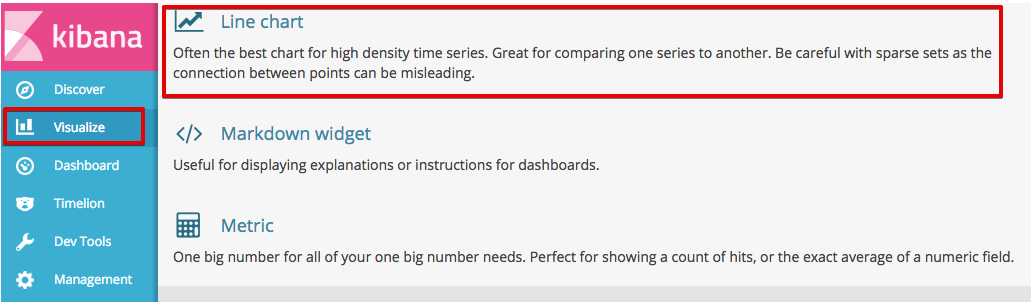 kibana
Discover
Visualize
Dashboard
Timelion
Dev Tools
Management
Line chart
Often the best chart for high density time series. Great for comparing one series to another. Be careful with sparse sets as the
connection between points can be misleading.
Markdown widget
Useful for displaying explanations or instructions for dashboards.
Metric
One big number for all of your one big number needs. Perfect for showing a count of hits, or the exact average of a numeric field.